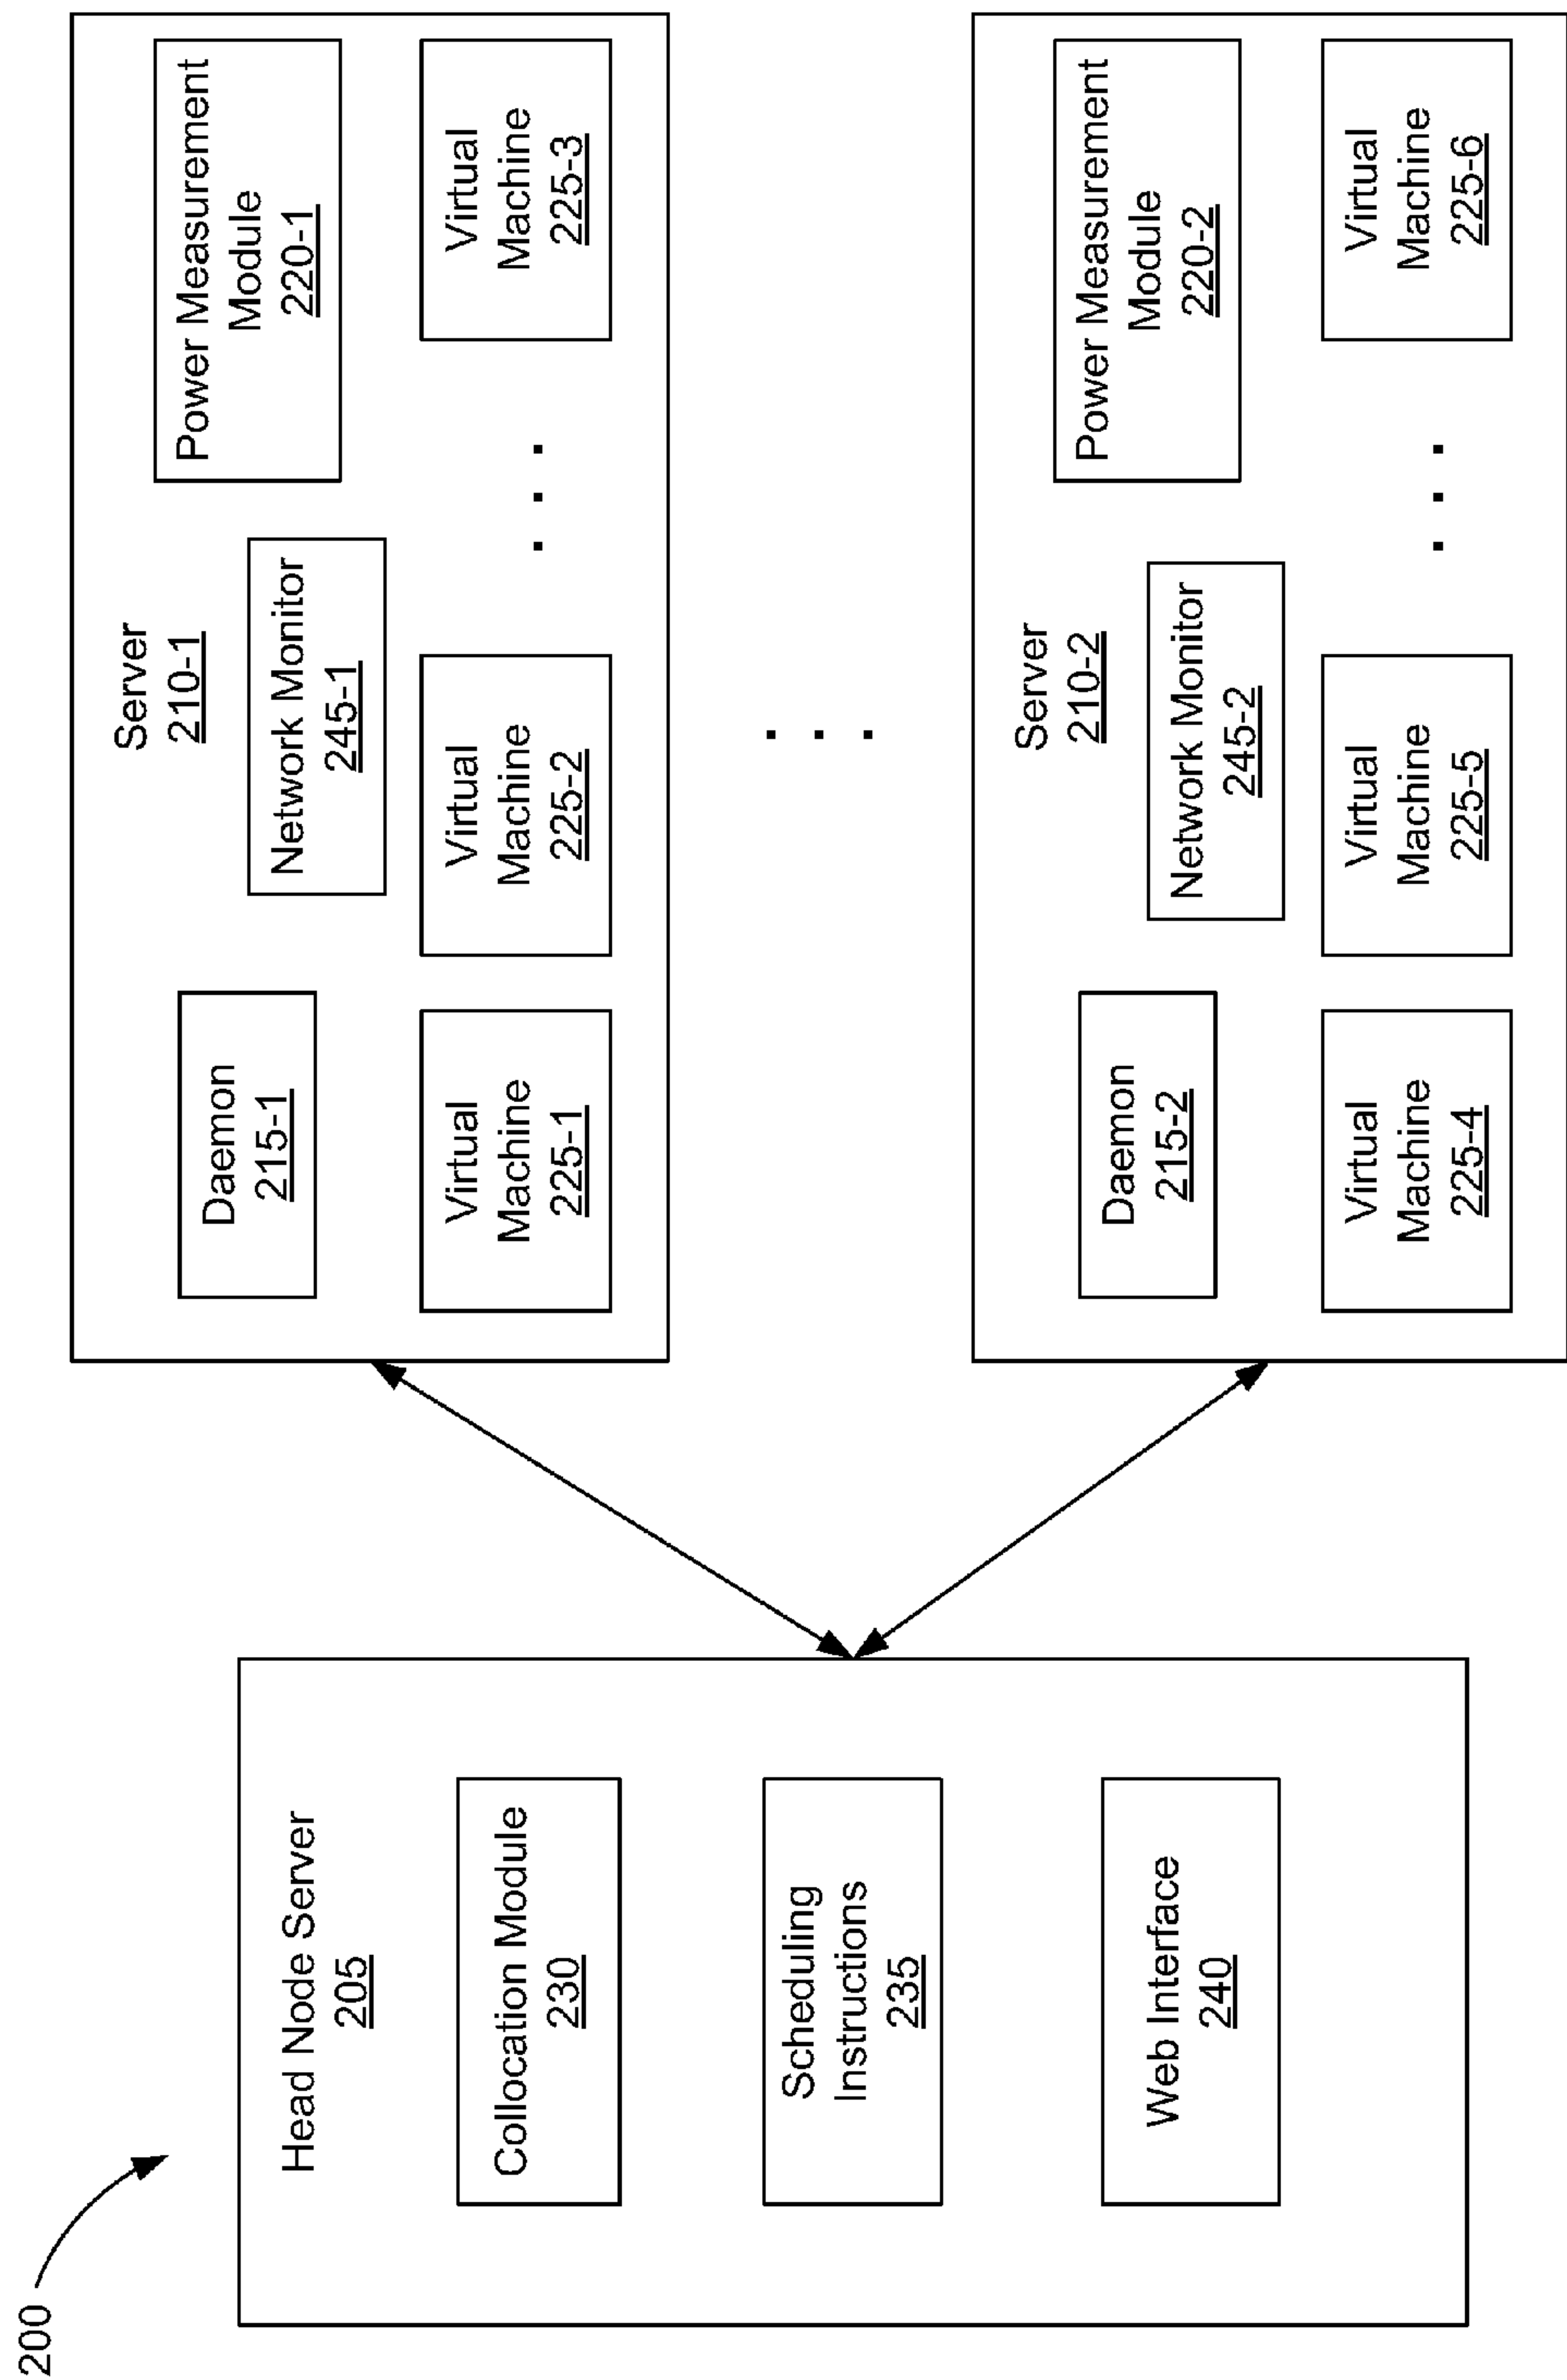 200
Head Node Server
205
Collocation Module
230
Scheduling
Instructions
235
Web Interface
240
Server
210-1
Daemon
215-1
Network Monitor
245-1
Power Measurement
Module
220-1
Virtual
Machine
225-1
Virtual
Machine
225-2
. . .
Virtual
Machine
225-3
Server
210-2
Daemon
215-2
Network Monitor
245-2
Power Measurement
Module
220-2
Virtual
Machine
225-4
Virtual
Machine
225-5
. . .
Virtual
Machine
225-6